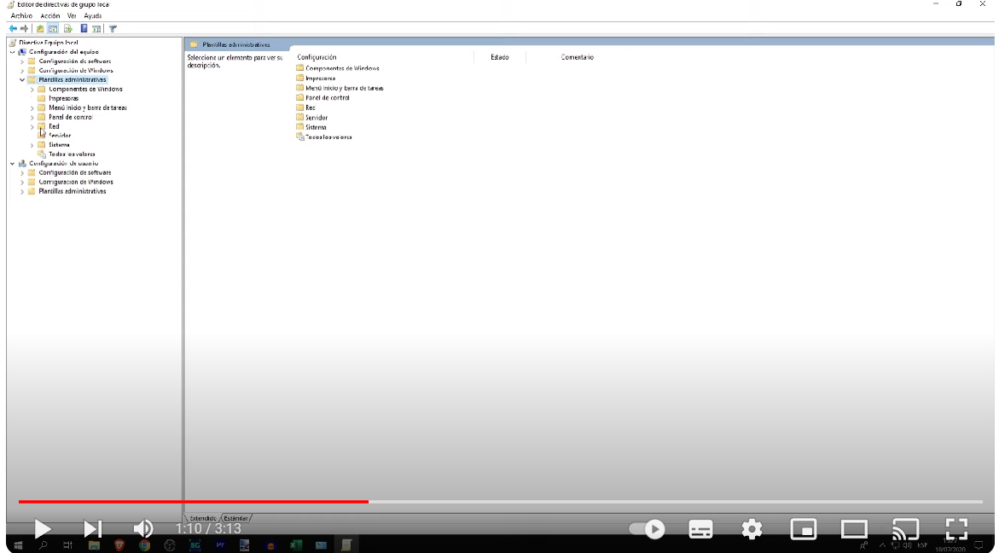 Editor de directivas de grupo local
Archivo Acción Ver Ayuda
Directiva Equipo local
Configuración del equipo
Configuración de software
Configuración de Windows
Plantillas administrativas
Componentes de Windows
Impresoras
Menú Inicio y barra de tareas
Panel de control
Red
Servidor
Sistema
Todos los valores
Configuración de usuario
Configuración de software
Configuración de Windows
Plantillas administrativas
Plantillas administrativas
Seleccione un elemento para ver su
descripción.
Configuración Estado Comentario
Componentes de Windows
Impresoras
Menú Inicio y barra de tareas
Panel de control
Red
Servidor
Sistema
Todos los valores
Extendido Estándar
1:10 / 3:13
ESP
18/07/2020